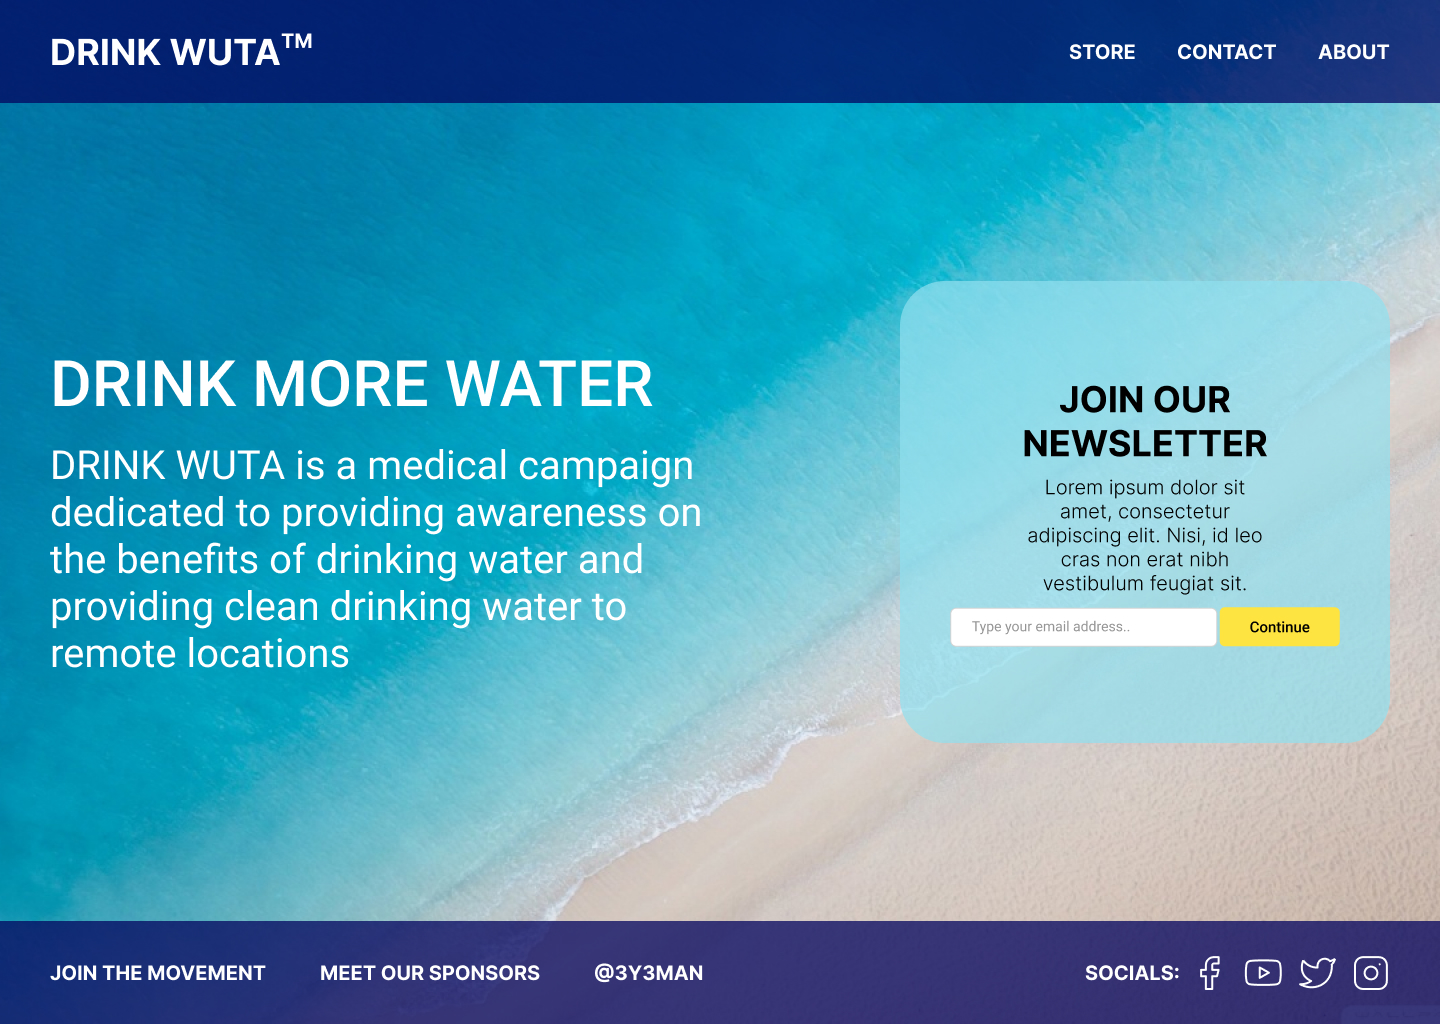 DRINK WUTA™
STORE CONTACT ABOUT
DRINK MORE WATER
DRINK WUTA is a medical campaign
dedicated to providing awareness on
the benefits of drinking water and
providing clean drinking water to
remote locations
JOIN OUR
NEWSLETTER
Lorem ipsum dolor sit
amet, consectetur
adipiscing elit. Nisi, id leo
cras non erat nibh
vestibulum feugiat sit.
Type your email address..
Continue
JOIN THE MOVEMENT MEET OUR SPONSORS @3Y3MAN
SOCIALS: